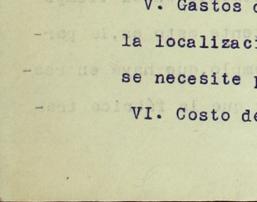 V. Gastos d
la localizaci
se necesite p
VI. Costo de